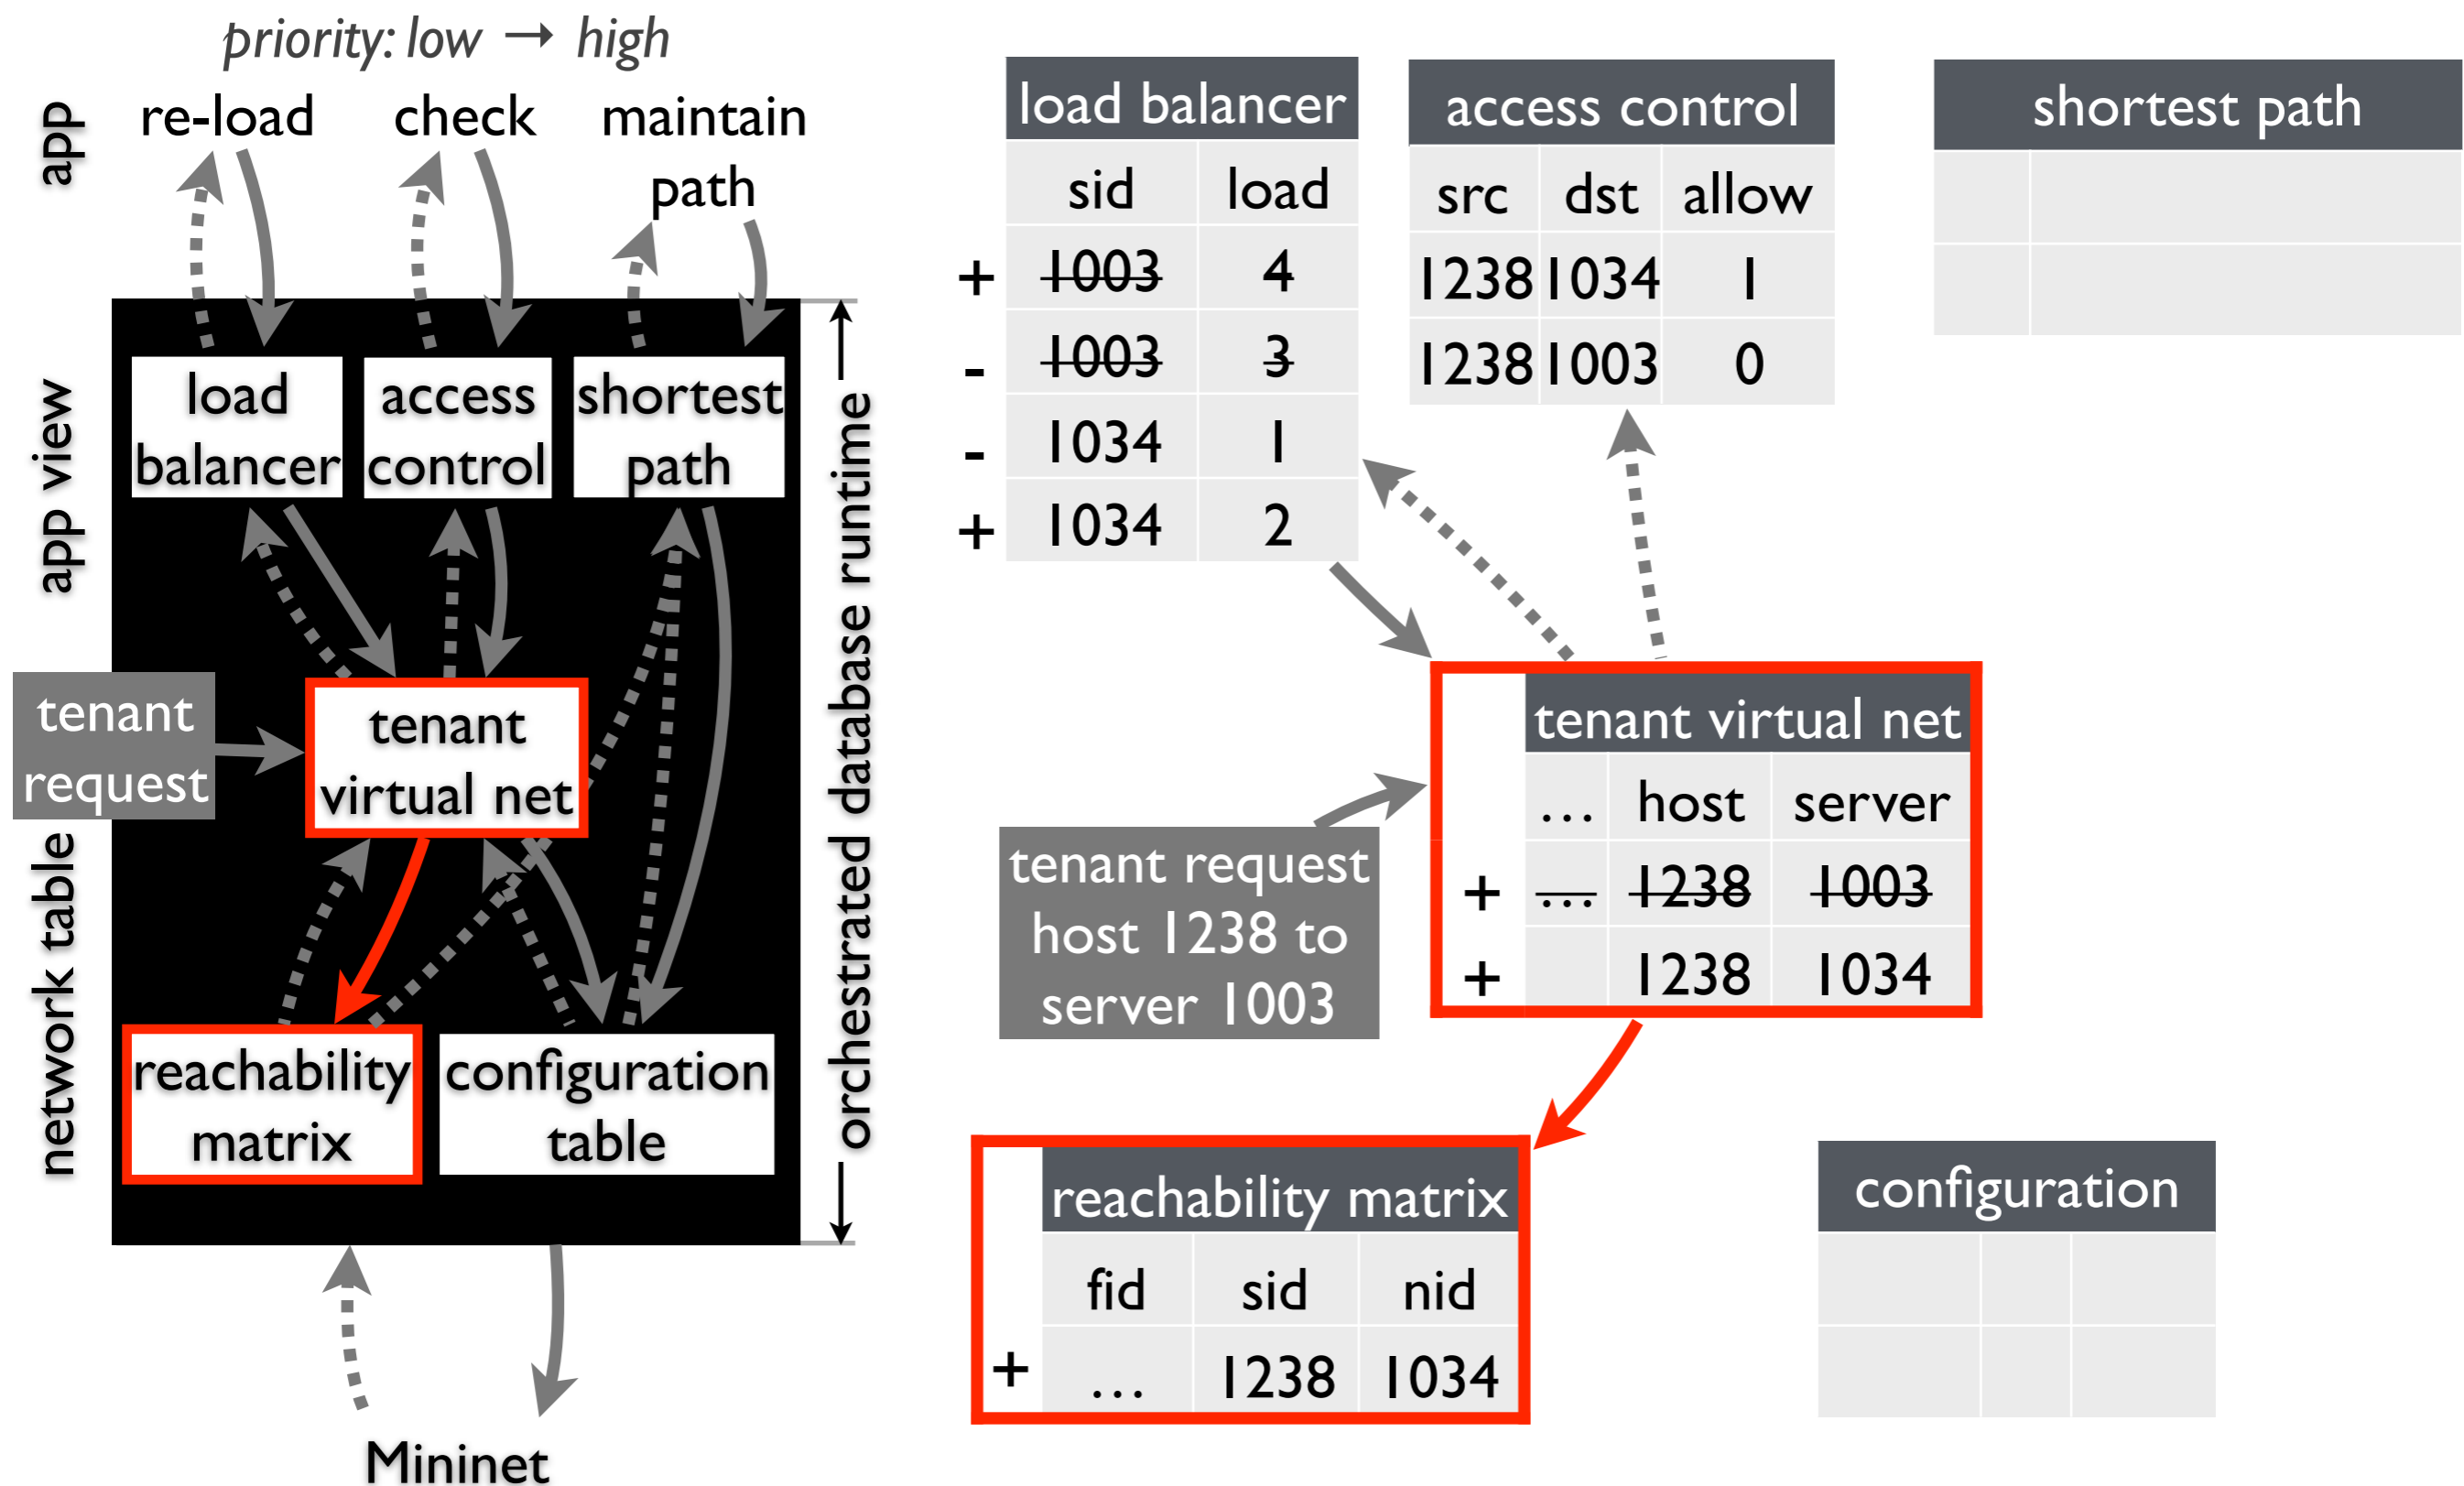 priority: low → high
app
re-load
check
maintain
path
app view
load
balancer
access
control
shortest
path
orchestrated database runtime
tenant
request
tenant
virtual net
network table
reachability
matrix
configuration
table
Mininet
load balancer
sid load
+ 1003 4
- 1003 3
- 1034 1
+ 1034 2
access control
src dst allow
1238 1034 1
1238 1003 0
shortest path
tenant virtual net
… host server
+ … 1238 1003
+ 1238 1034
tenant request
host 1238 to
server 1003
reachability matrix
fid sid nid
+ … 1238 1034
configuration